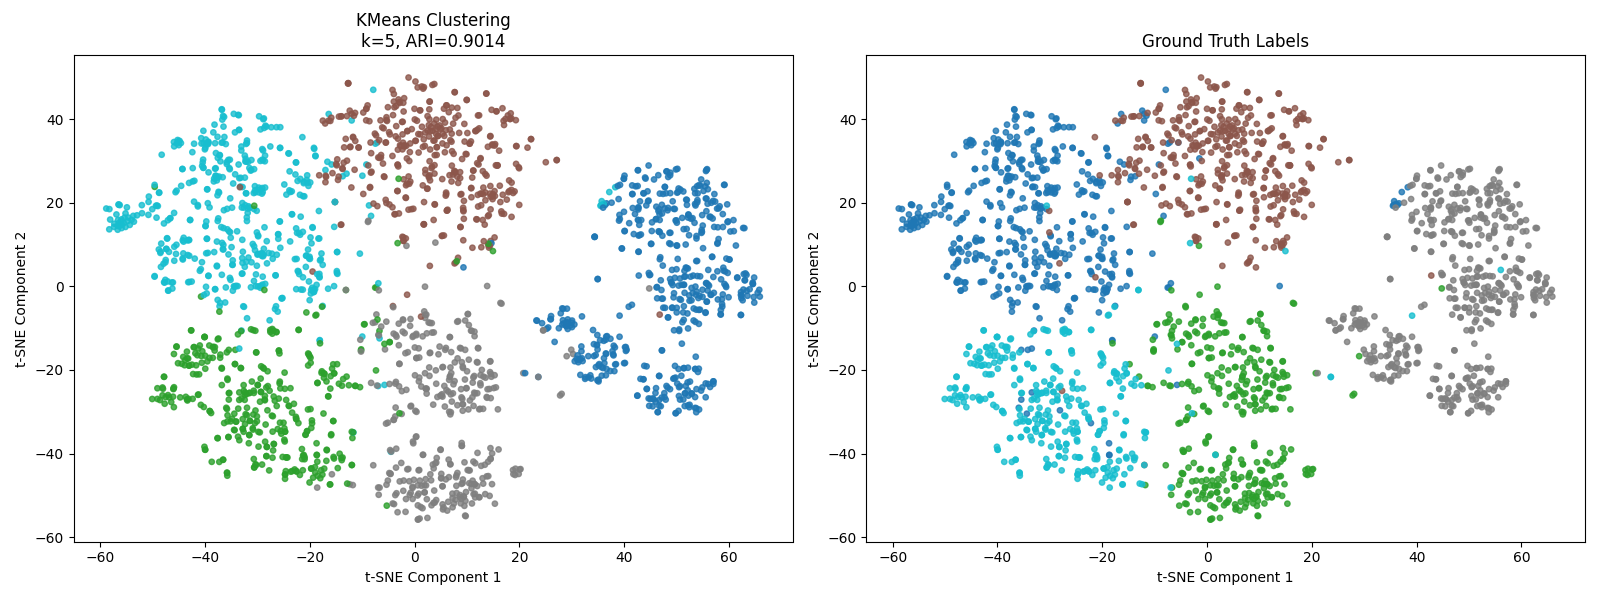 KMeans Clustering
k=5, ARI=0.9014
t-SNE Component 2
40
20
0
−20
−40
−60
−60 −40 −20 0 20 40 60
t-SNE Component 1
Ground Truth Labels
t-SNE Component 2
40
20
0
−20
−40
−60
−60 −40 −20 0 20 40 60
t-SNE Component 1